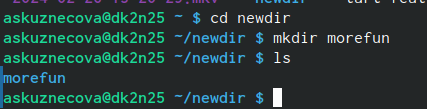 askuznecova@dk2n25 ~ $ cd newdir
askuznecova@dk2n25 ~/newdir $ mkdir morefun
askuznecova@dk2n25 ~/newdir $ ls
morefun
askuznecova@dk2n25 ~/newdir $